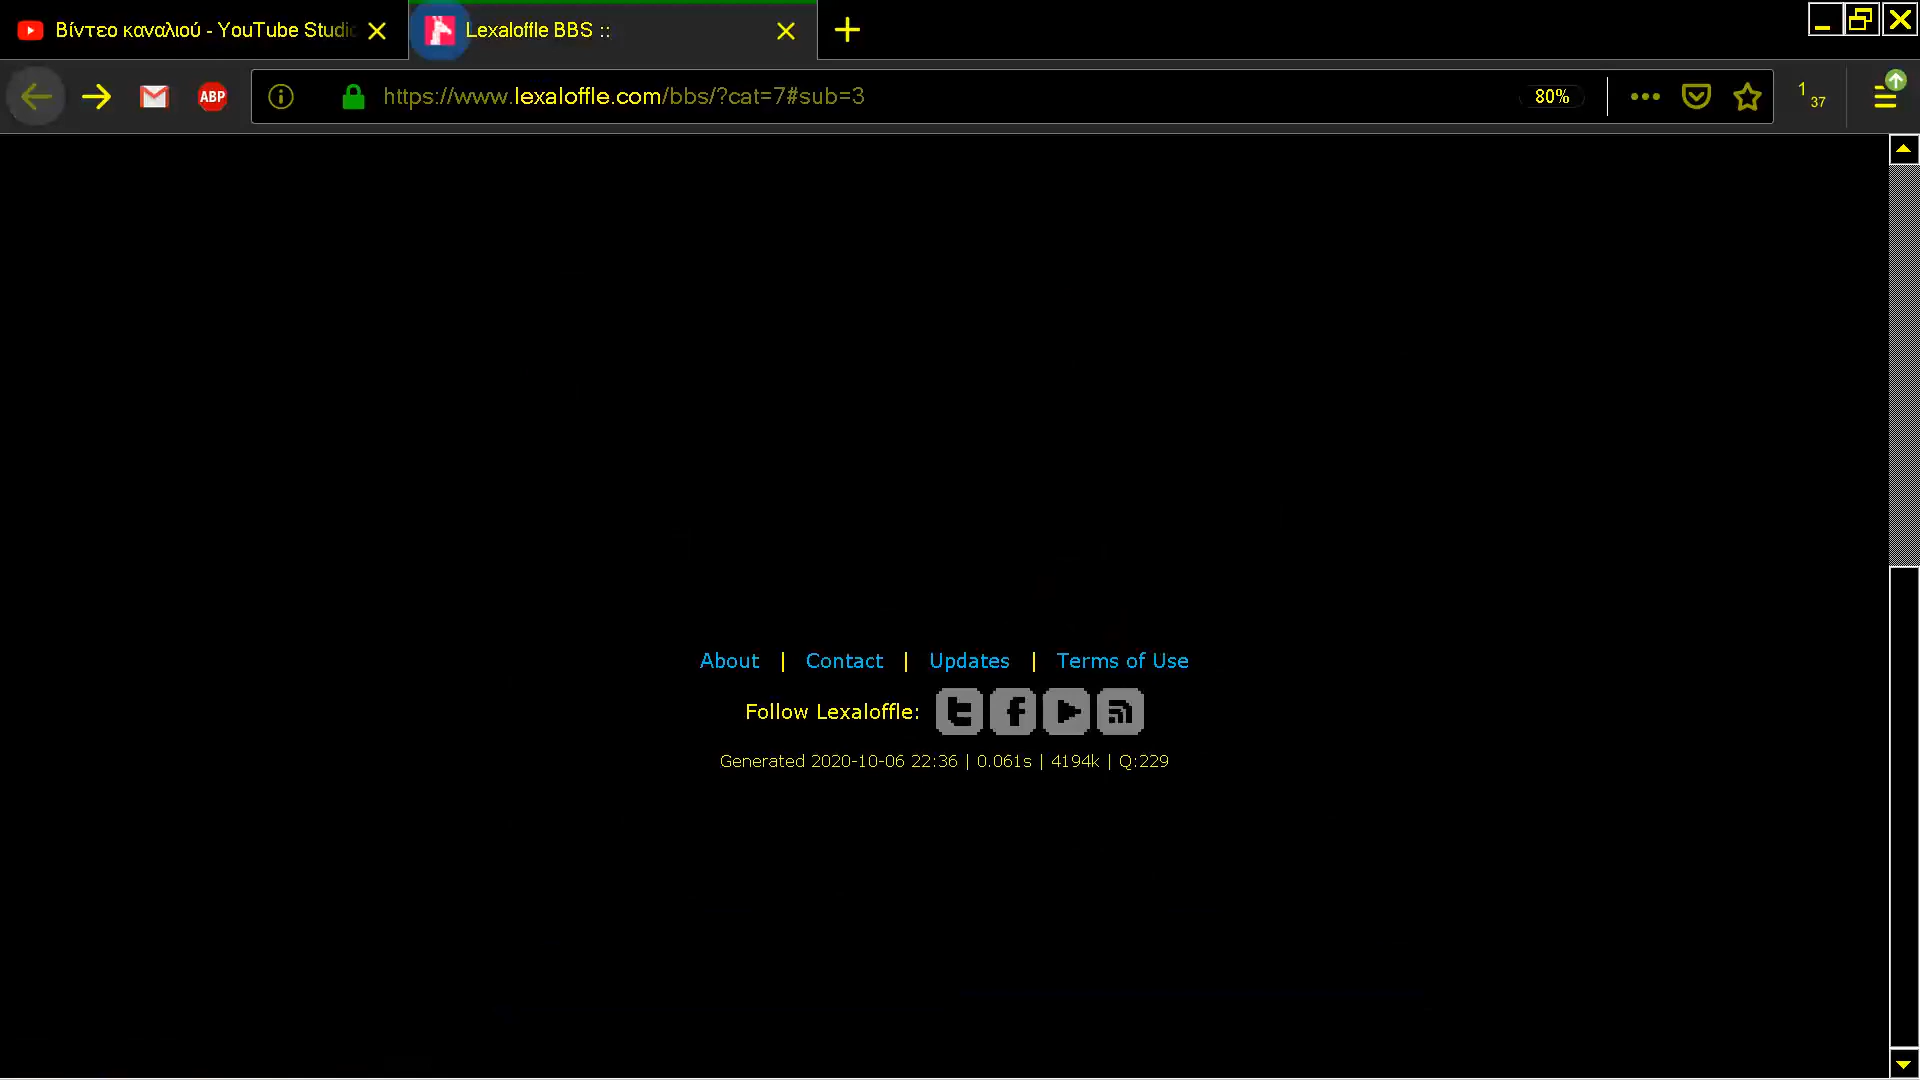 Βίντεο καναλιού - YouTube Studio
Lexaloffle BBS ::
ABP
https://www.lexaloffle.com/bbs/?cat=7#sub=3
80%
1
37
About | Contact | Updates | Terms of Use
Follow Lexaloffle:
Generated 2020-10-06 22:36 | 0.061s | 4194k | Q:229